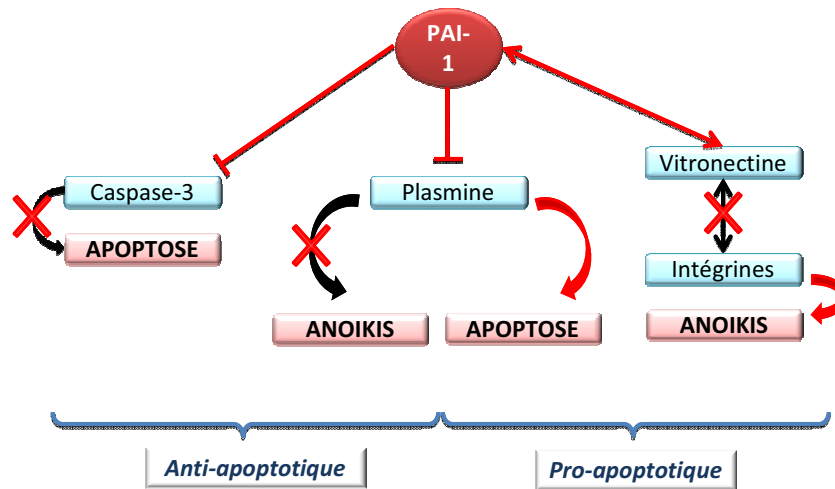 PAI-
1
Caspase-3
Plasmine
Vitronectine
APOPTOSE
Intégrines
ANOIKIS
APOPTOSE
ANOIKIS
Anti-apoptotique
Pro-apoptotique